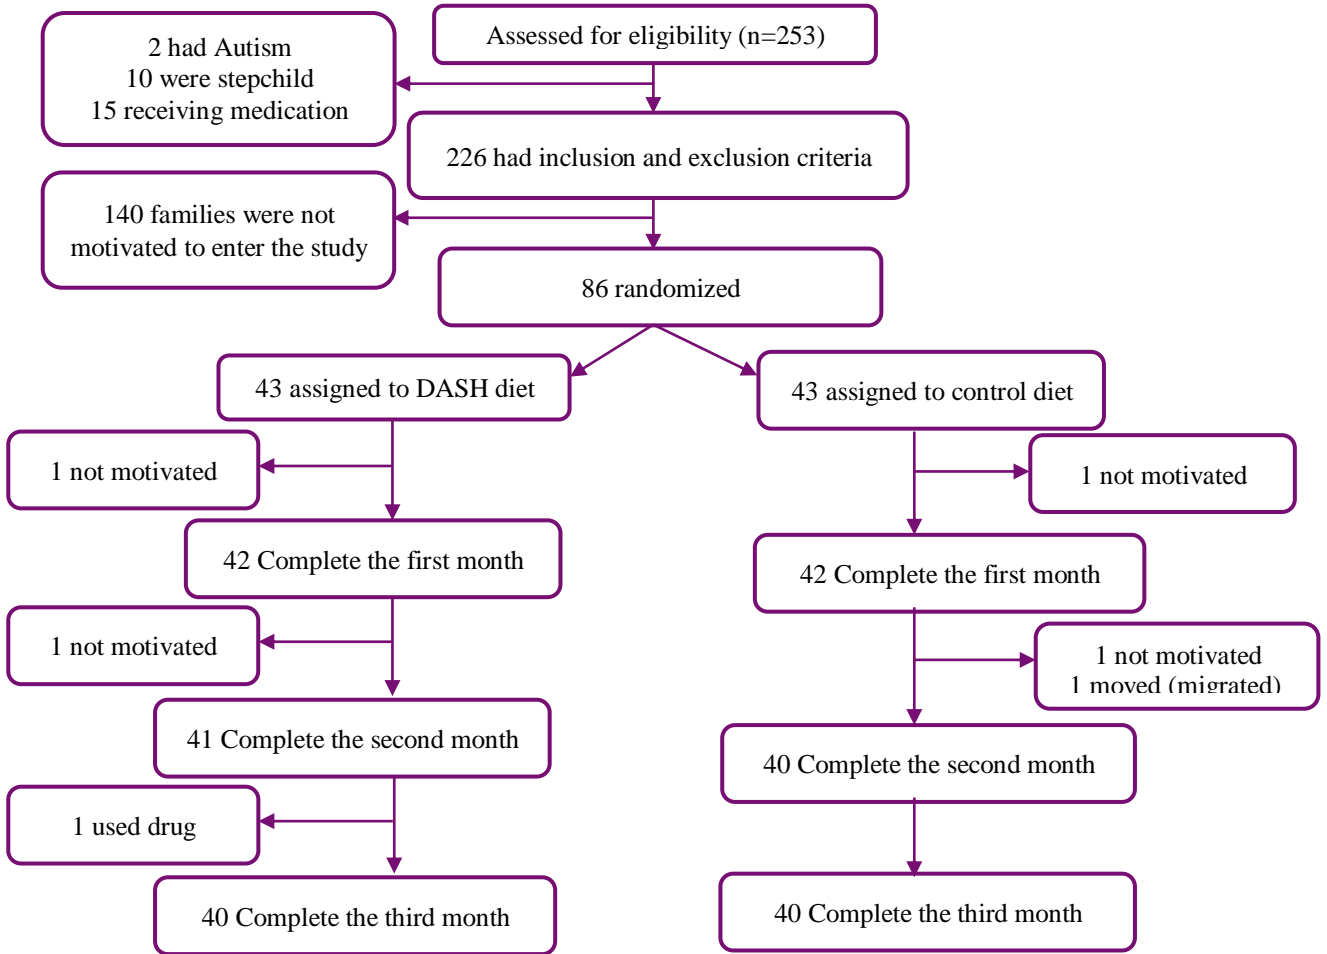 Assessed for eligibility (n=253)
2 had Autism
10 were stepchild
15 receiving medication
226 had inclusion and exclusion criteria
140 families were not
motivated to enter the study
86 randomized
43 assigned to DASH diet
43 assigned to control diet
1 not motivated
1 not motivated
42 Complete the first month
42 Complete the first month
1 not motivated
1 not motivated
1 moved (migrated)
41 Complete the second month
40 Complete the second month
1 used drug
40 Complete the third month
40 Complete the third month